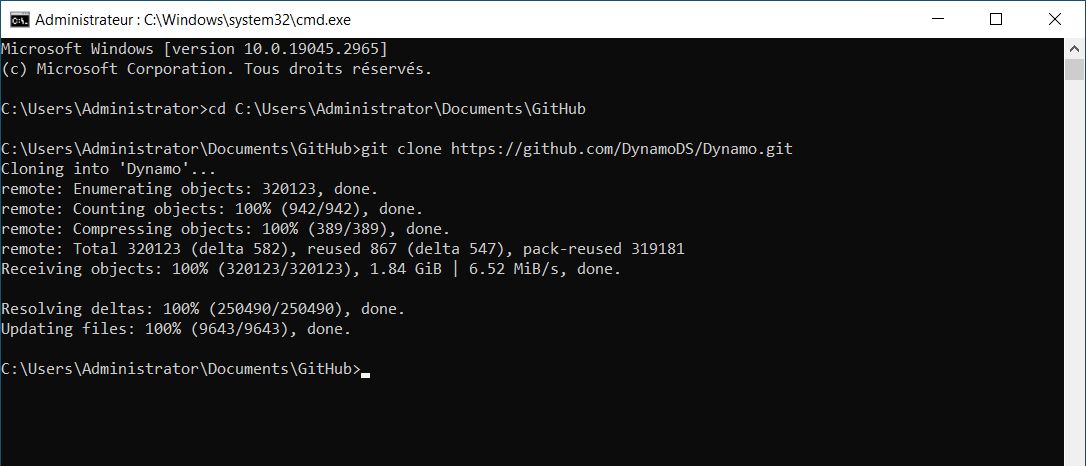 Administrateur : C:\Windows\system32\cmd.exe
Microsoft Windows [version 10.0.19045.2965]
(c) Microsoft Corporation. Tous droits réservés.
C:\Users\Administrator>cd C:\Users\Administrator\Documents\GitHub
C:\Users\Administrator\Documents\GitHub>git clone https://github.com/DynamoDS/Dynamo.git
Cloning into 'Dynamo'...
remote: Enumerating objects: 320123, done.
remote: Counting objects: 100% (942/942), done.
remote: Compressing objects: 100% (389/389), done.
remote: Total 320123 (delta 582), reused 867 (delta 547), pack-reused 319181
Receiving objects: 100% (320123/320123), 1.84 GiB | 6.52 MiB/s, done.
Resolving deltas: 100% (250490/250490), done.
Updating files: 100% (9643/9643), done.
C:\Users\Administrator\Documents\GitHub>